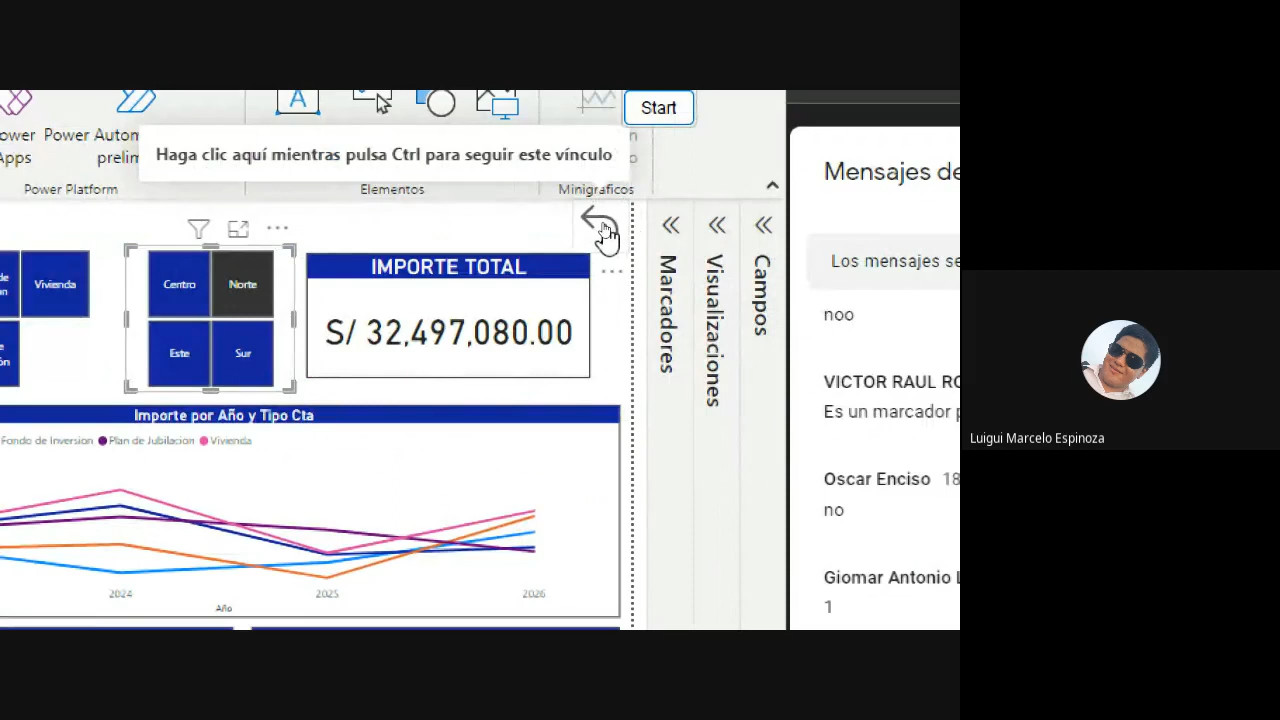 Start
Power Autom
Apps
prelim
Haga clic aquí mientras pulsa Ctrl para seguir este vínculo
Power Platform
Elementos
Minigráficos
Vivienda
Centro
Norte
Este
Sur
IMPORTE TOTAL
S/ 32,497,080.00
Marcadores
Visualizaciones
Campos
Importe por Año y Tipo Cta
Fondo de Inversion
Plan de Jubilacion
Vivienda
2024
2025
2026
Año
Mensajes de
Los mensajes se
noo
VICTOR RAUL RO
Es un marcador p
Oscar Enciso 18
no
Giomar Antonio L
1
Luigui Marcelo Espinoza